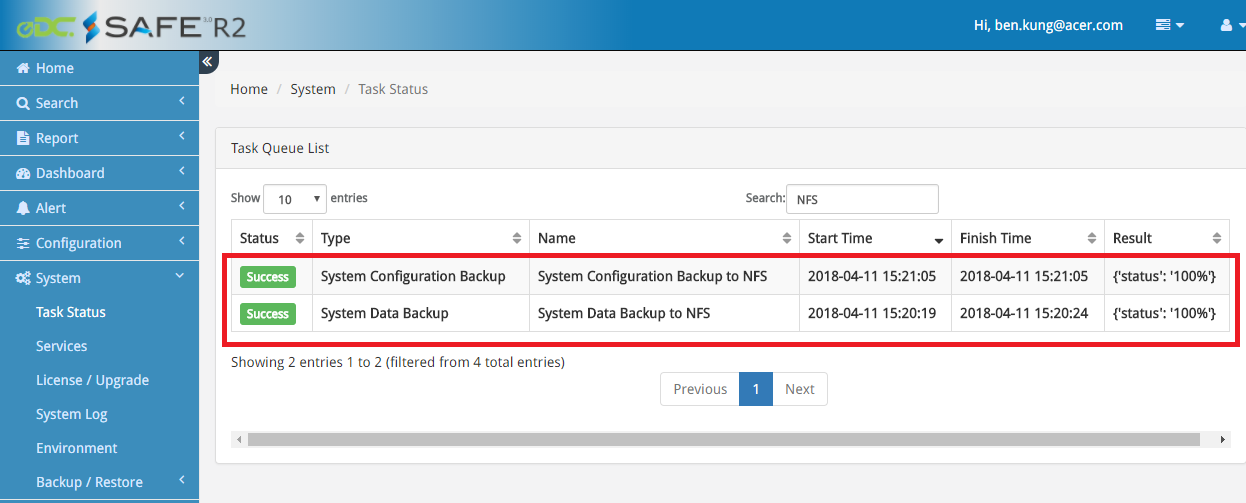 eDC. SAFE 3.0 R2
Hi, ben.kung@acer.com
Home
Search
Report
Dashboard
Alert
Configuration
System
Task Status
Services
License / Upgrade
System Log
Environment
Backup / Restore
Home / System / Task Status
Task Queue List
Show 10 entries Search: NFS
Status Type Name Start Time Finish Time Result
Success System Configuration Backup System Configuration Backup to NFS 2018-04-11 15:21:05 2018-04-11 15:21:05 {'status': '100%'}
Success System Data Backup System Data Backup to NFS 2018-04-11 15:20:19 2018-04-11 15:20:24 {'status': '100%'}
Showing 2 entries 1 to 2 (filtered from 4 total entries)
Previous 1 Next